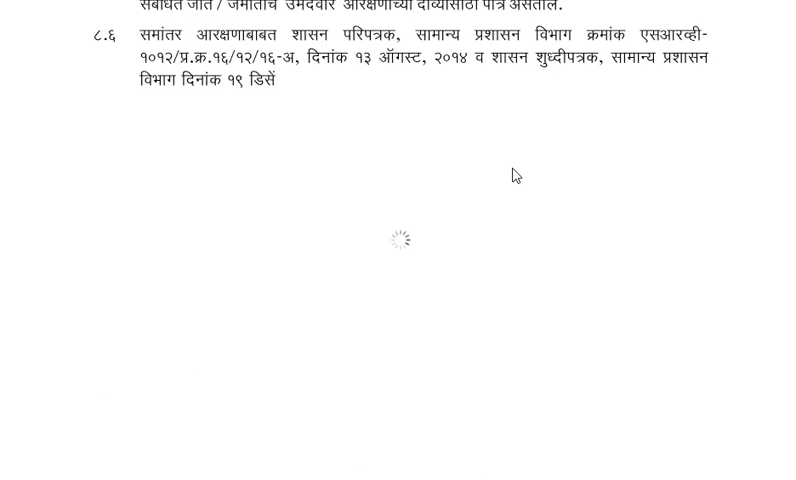 संबंधित जाती / जमातीचे उमेदवार आरक्षणाच्या दाव्यासाठी पात्र असतील.
८.६ समांतर आरक्षणाबाबत शासन परिपत्रक, सामान्य प्रशासन विभाग क्रमांक एसआरव्ही-
१०१२/प्र.क्र.१६/१२/१६-अ, दिनांक १३ ऑगस्ट, २०१४ व शासन शुध्दीपत्रक, सामान्य प्रशासन
विभाग दिनांक १९ डिसें